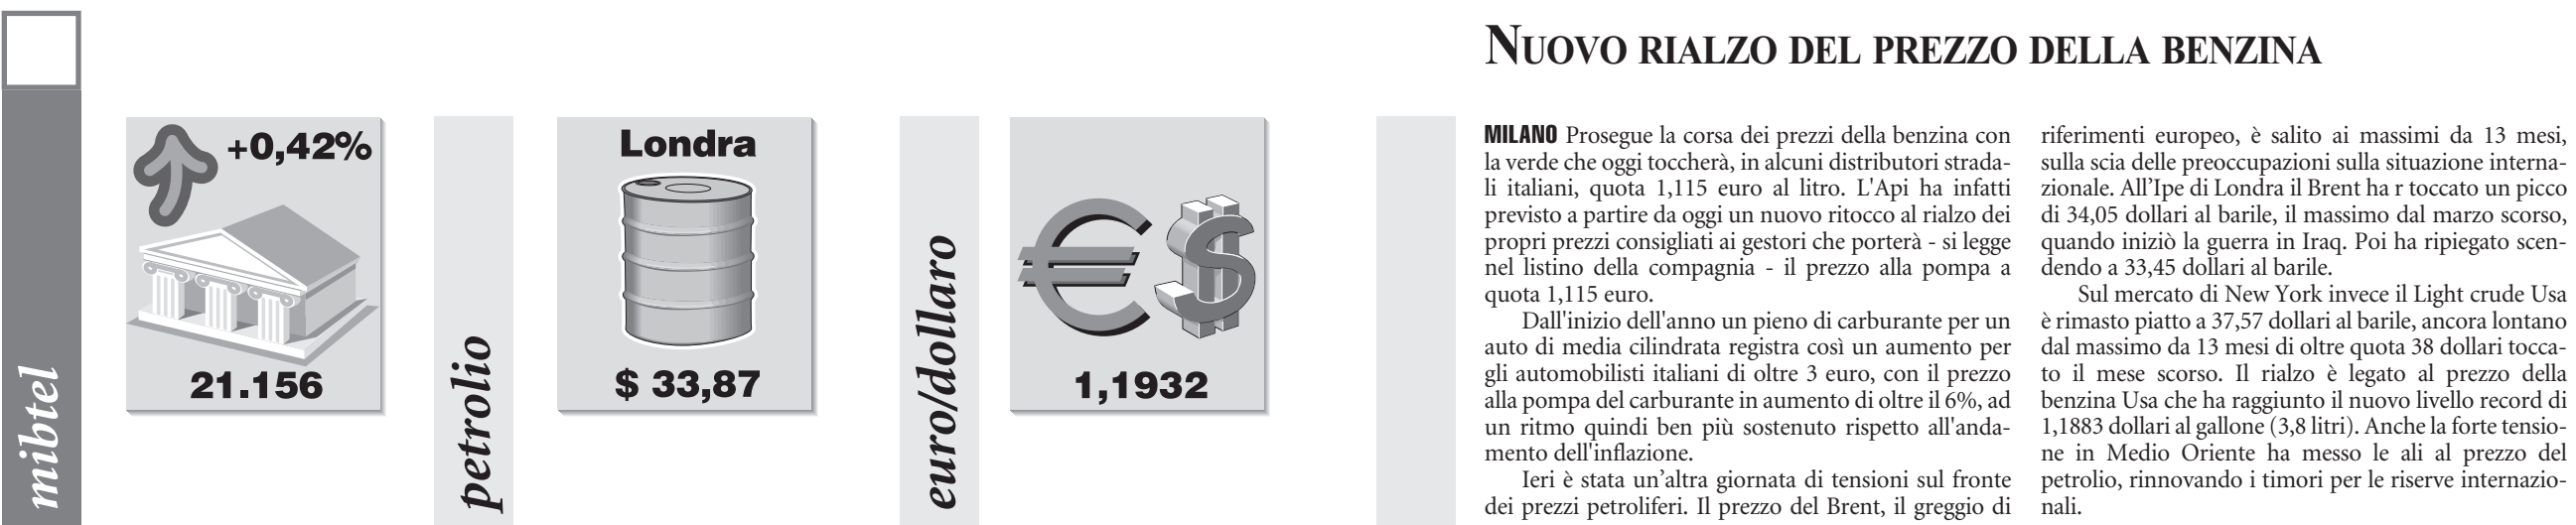 mibtel
+0,42%
21.156
petrolio
Londra
$ 33,87
euro/dollaro
1,1932
NUOVO RIALZO DEL PREZZO DELLA BENZINA
MILANO Prosegue la corsa dei prezzi della benzina con
la verde che oggi toccherà, in alcuni distributori strada-
li italiani, quota 1,115 euro al litro. L'Api ha infatti
previsto a partire da oggi un nuovo ritocco al rialzo dei
propri prezzi consigliati ai gestori che porterà - si legge
nel listino della compagnia - il prezzo alla pompa a
quota 1,115 euro.
Dall'inizio dell'anno un pieno di carburante per un
auto di media cilindrata registra così un aumento per
gli automobilisti italiani di oltre 3 euro, con il prezzo
alla pompa del carburante in aumento di oltre il 6%, ad
un ritmo quindi ben più sostenuto rispetto all'anda-
mento dell'inflazione.
Ieri è stata un’altra giornata di tensioni sul fronte
dei prezzi petroliferi. Il prezzo del Brent, il greggio di
riferimenti europeo, è salito ai massimi da 13 mesi,
sulla scia delle preoccupazioni sulla situazione interna-
zionale. All’Ipe di Londra il Brent ha r toccato un picco
di 34,05 dollari al barile, il massimo dal marzo scorso,
quando iniziò la guerra in Iraq. Poi ha ripiegato scen-
dendo a 33,45 dollari al barile.
Sul mercato di New York invece il Light crude Usa
è rimasto piatto a 37,57 dollari al barile, ancora lontano
dal massimo da 13 mesi di oltre quota 38 dollari tocca-
to il mese scorso. Il rialzo è legato al prezzo della
benzina Usa che ha raggiunto il nuovo livello record di
1,1883 dollari al gallone (3,8 litri). Anche la forte tensio-
ne in Medio Oriente ha messo le ali al prezzo del
petrolio, rinnovando i timori per le riserve internazio-
nali.